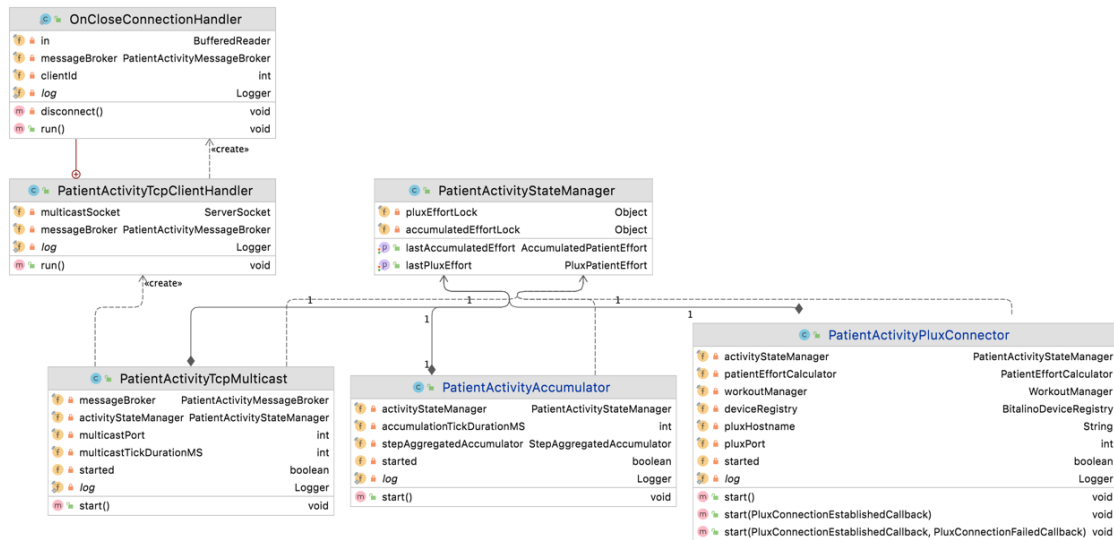 OnCloseConnectionHandler
in BufferedReader
messageBroker PatientActivityMessageBroker
clientId int
log Logger
disconnect() void
run() void
«create»
PatientActivityTcpClientHandler
multicastSocket ServerSocket
messageBroker PatientActivityMessageBroker
log Logger
run() void
PatientActivityStateManager
pluxEffortLock Object
accumulatedEffortLock Object
lastAccumulatedEffort AccumulatedPatientEffort
lastPluxEffort PluxPatientEffort
«create»
1 1 1
1 1
1
PatientActivityTcpMulticast
messageBroker PatientActivityMessageBroker
activityStateManager PatientActivityStateManager
multicastPort int
multicastTickDurationMS int
started boolean
log Logger
start() void
PatientActivityAccumulator
activityStateManager PatientActivityStateManager
accumulationTickDurationMS int
stepAggregatedAccumulator StepAggregatedAccumulator
started boolean
log Logger
start() void
PatientActivityPluxConnector
activityStateManager PatientActivityStateManager
patientEffortCalculator PatientEffortCalculator
workoutManager WorkoutManager
deviceRegistry BitalinoDeviceRegistry
pluxHostname String
pluxPort int
started boolean
log Logger
start() void
start(PluxConnectionEstablishedCallback) void
start(PluxConnectionEstablishedCallback, PluxConnectionFailedCallback) void